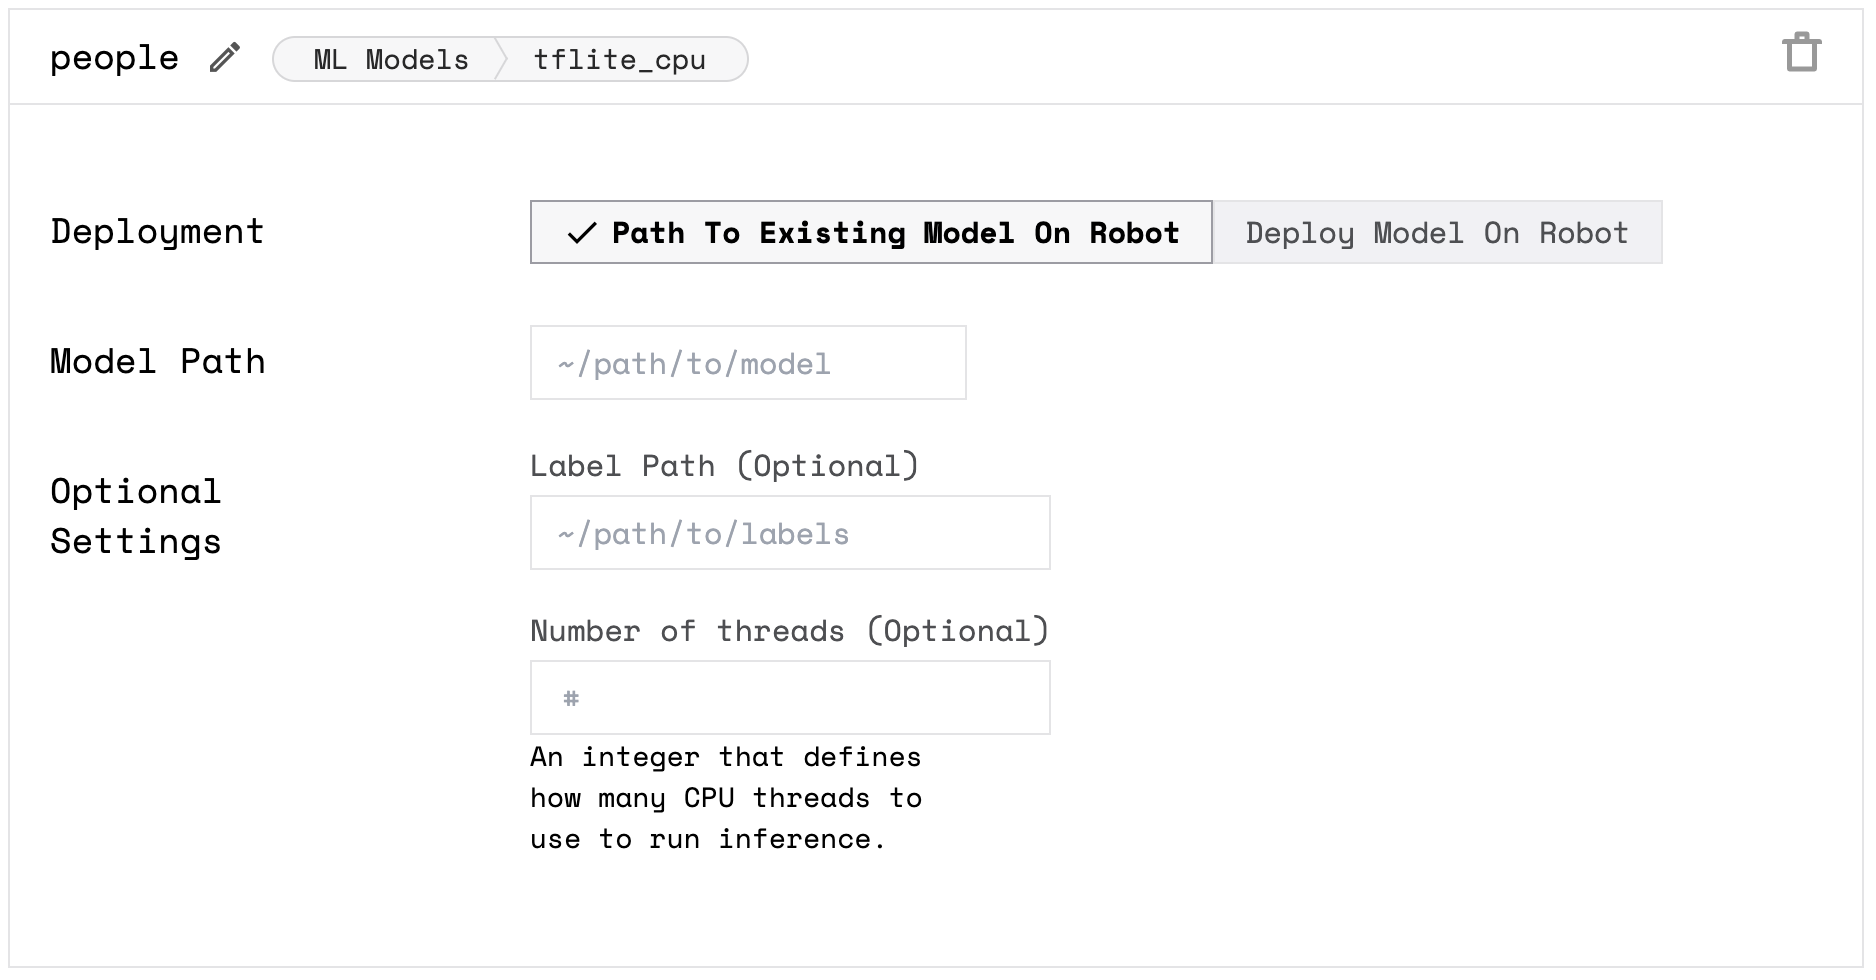 people ML Models tflite_cpu
Deployment Path To Existing Model On Robot Deploy Model On Robot
Model Path ~/path/to/model
Optional
Settings
Label Path (Optional)
~/path/to/labels
Number of threads (Optional)
#
An integer that defines
how many CPU threads to
use to run inference.